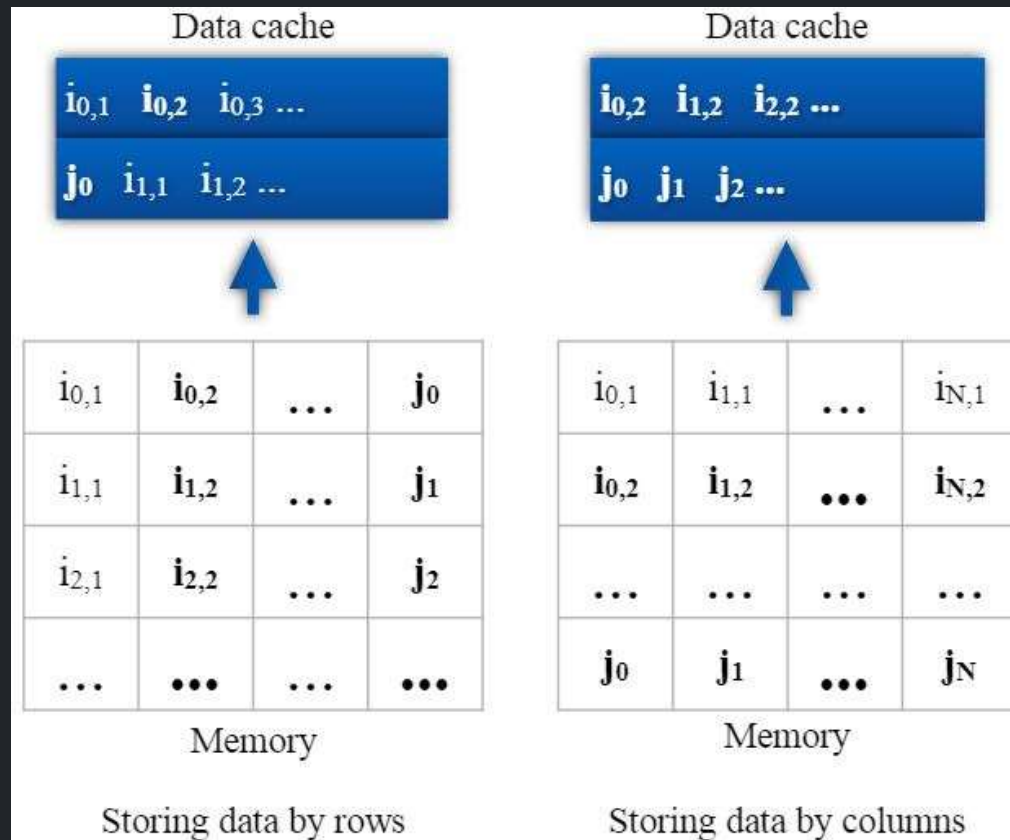 Data cache
i0,1 i0,2 i0,3 ...
j0 i1,1 i1,2 ...
i0,1 i0,2 ... j0
i1,1 i1,2 ... j1
i2,1 i2,2 ... j2
... ... ... ...
Memory
Storing data by rows
Data cache
i0,2 i1,2 i2,2 ...
j0 j1 j2 ...
i0,1 i1,1 ... iN,1
i0,2 i1,2 ... iN,2
... ... ... ...
j0 j1 ... jN
Memory
Storing data by columns